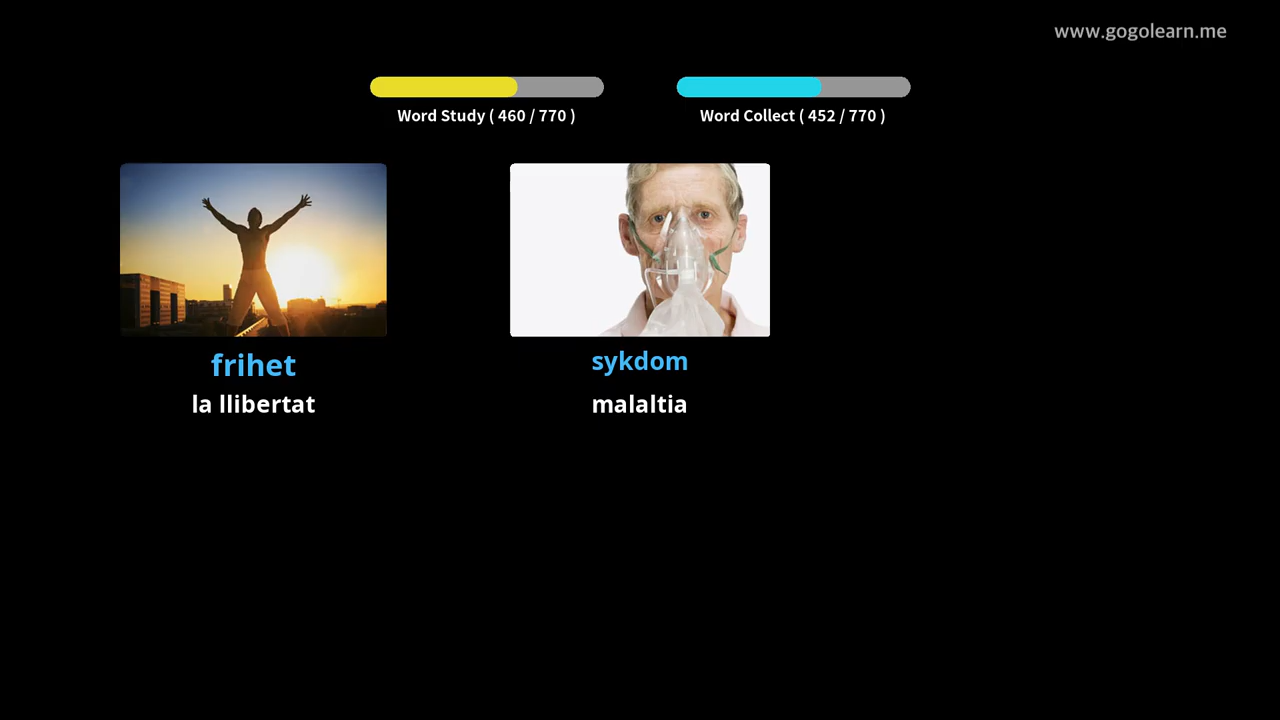 www.gogolearn.me
Word Study ( 460 / 770 )
Word Collect ( 452 / 770 )
frihet
la llibertat
sykdom
malaltia